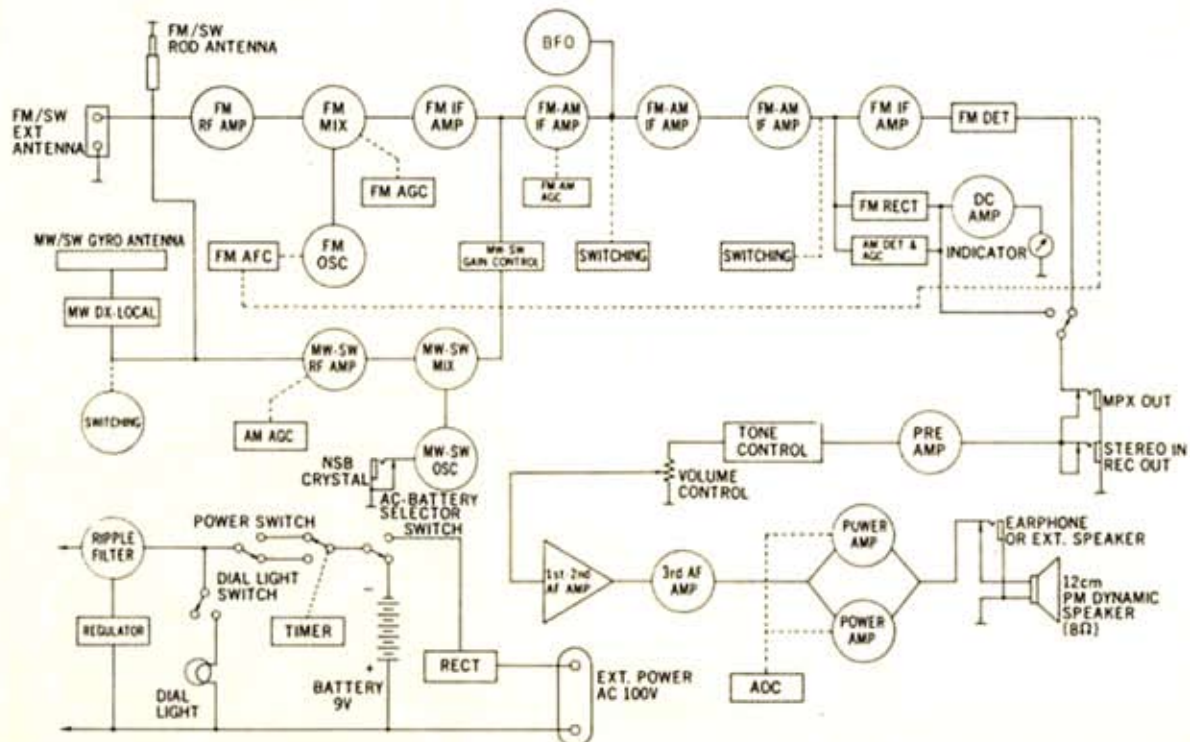 FM/SW
ROD ANTENNA
BFO
FM/SW
EXT
ANTENNA
FM
RF AMP
FM
MIX
FM IF
AMP
FM-AM
IF AMP
FM-AM
IF AMP
FM-AM
IF AMP
FM IF
AMP
FM DET
FM AGC
FM AM
AGC
FM RECT
DC
AMP
MW/SW GYRO ANTENNA
FM AFC
FM
OSC
MW-SW
GAIN CONTROL
SWITCHING
SWITCHING
AM DET &
AGC
INDICATOR
MW DX-LOCAL
MW-SW
RF AMP
MW-SW
MIX
SWITCHING
AM AGC
MW-SW
OSC
NSB
CRYSTAL
TONE
CONTROL
PRE
AMP
MPX OUT
STEREO IN
REC OUT
VOLUME
CONTROL
AC-BATTERY
SELECTOR
SWITCH
POWER SWITCH
RIPPLE
FILTER
DIAL LIGHT
SWITCH
1st-2nd
AF AMP
3rd AF
AMP
POWER
AMP
POWER
AMP
EARPHONE
OR EXT. SPEAKER
12cm
PM DYNAMIC
SPEAKER
(8Ω)
REGULATOR
TIMER
−
+
BATTERY
9V
RECT
EXT. POWER
AC 100V
AOC
DIAL
LIGHT